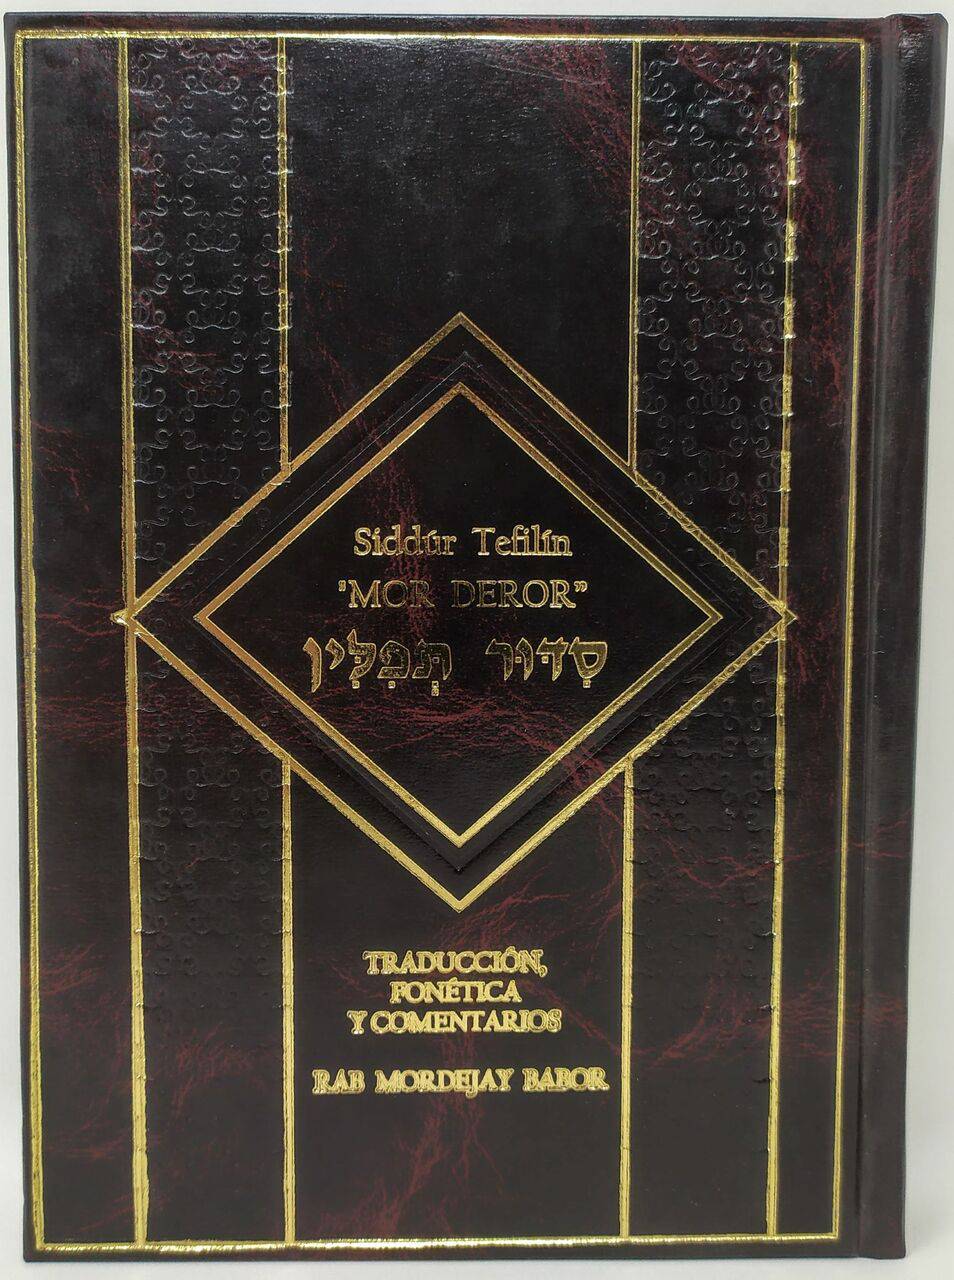 Siddúr Tefilín
"MOR DEROR"
סִדּוּר תְּפִלִּין
TRADUCCIÓN,
FONÉTICA
Y COMENTARIOS
RAB MORDEJAY BABOR